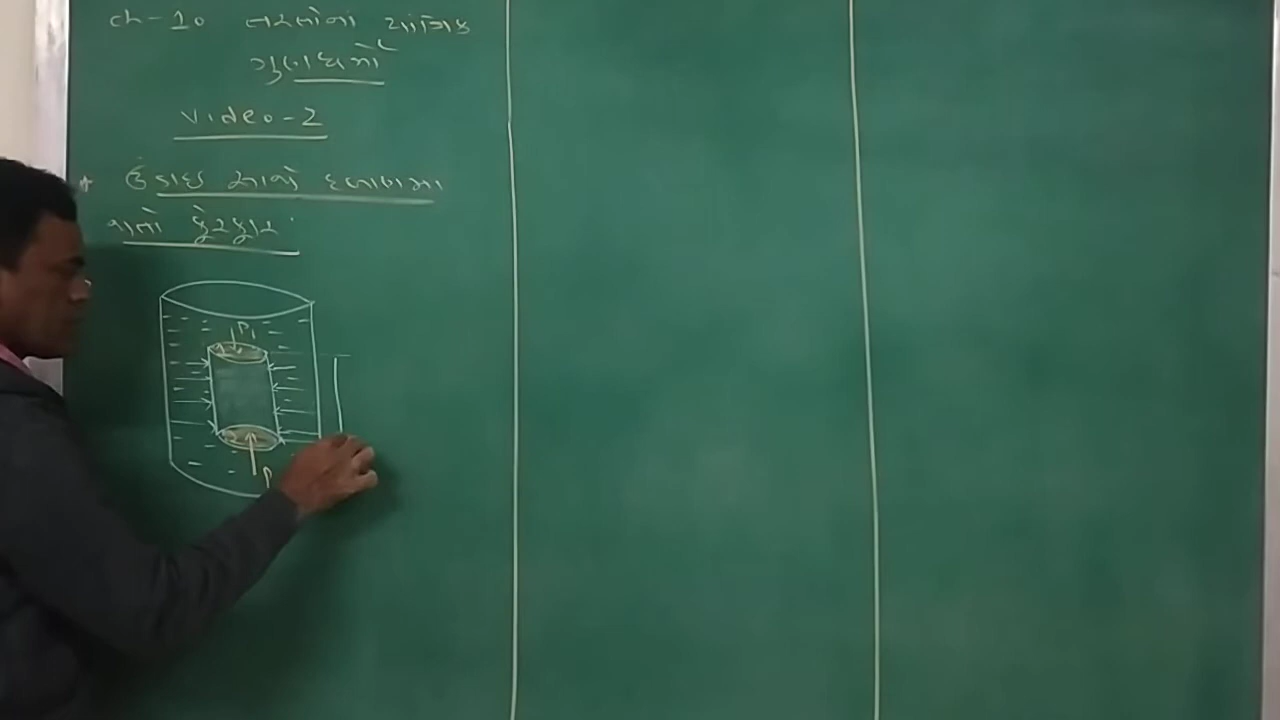 Ch-10 તરલોના યાંત્રિક
ગુણધર્મો
Video-2
* ઊંડાઈ સાથે દબાણમાં
થતો ફેરફાર
P1
P